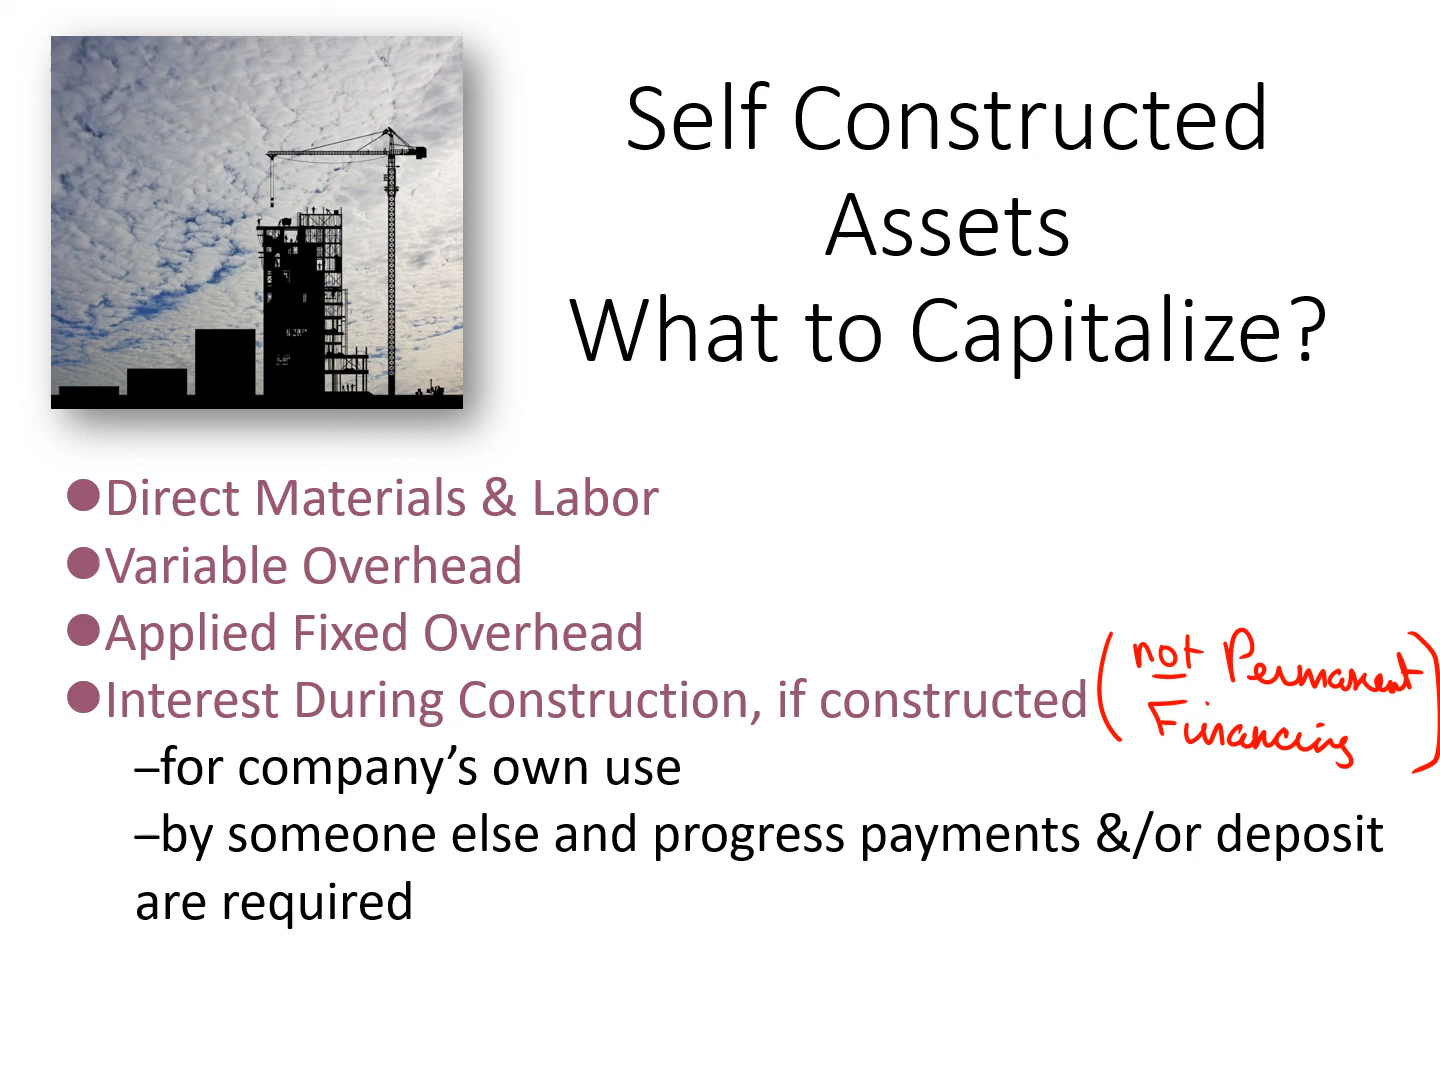 Self Constructed
Assets
What to Capitalize?
●Direct Materials & Labor
●Variable Overhead
●Applied Fixed Overhead
●Interest During Construction, if constructed
(not Permanent
Financing)
–for company’s own use
–by someone else and progress payments &/or deposit
are required